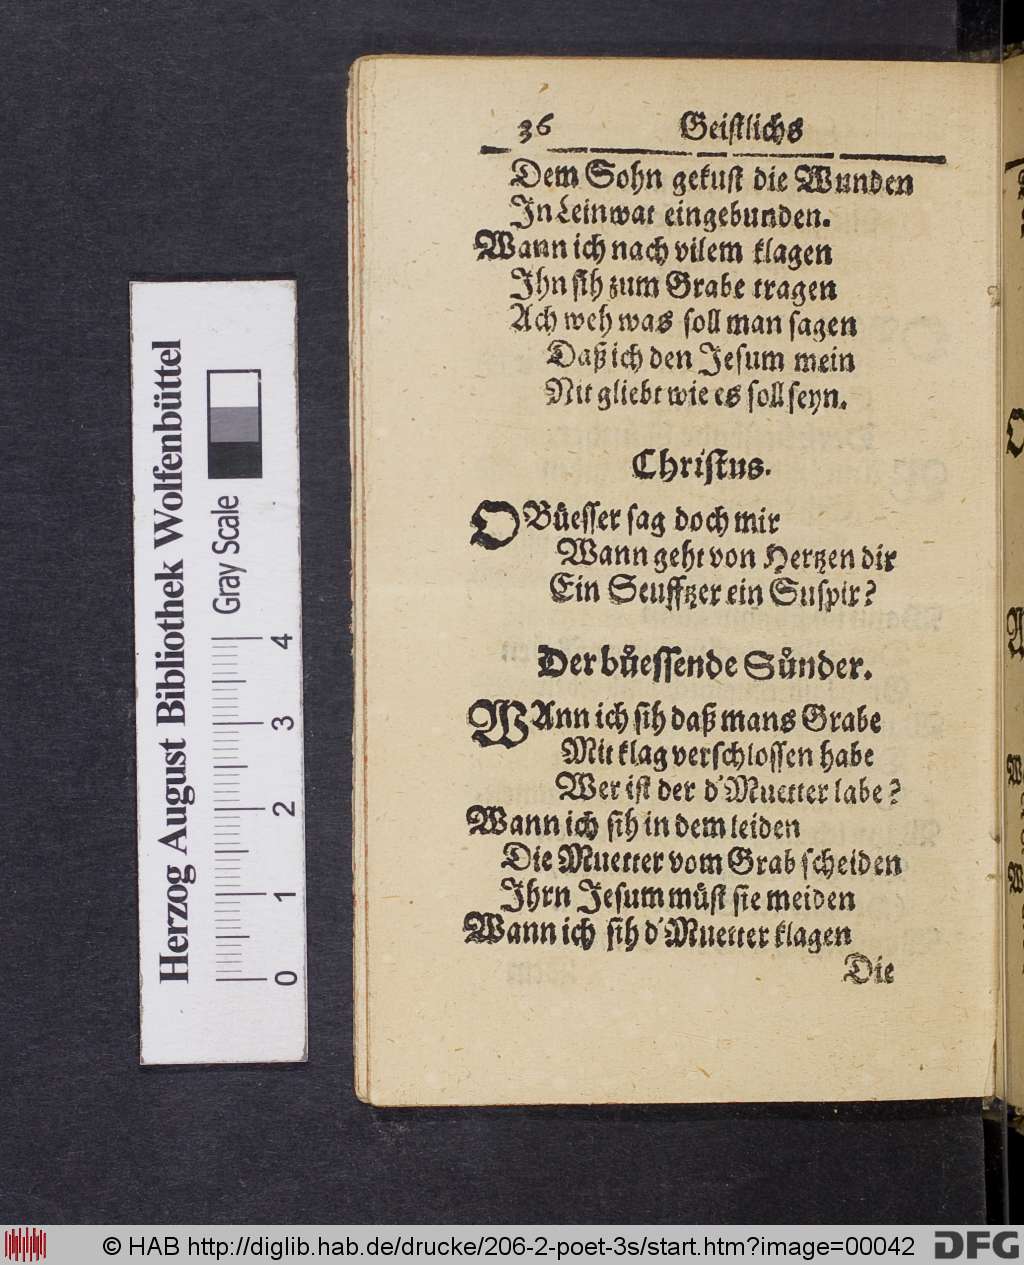 36 Geistlichs
Dem Sohn gekust die Wunden
In Leinwat eingebunden.
Wann ich nach vilem klagen
Ihn sih zum Grabe tragen
Ach weh was soll man sagen
Daß ich den Jesum mein
Nit gliebt wie es soll seyn.
Christus.
O Büesser sag doch mir
Wann geht von Hertzen dir
Ein Seufftzer ein Suspir?
Der büessende Sünder.
WAnn ich sih daß mans Grabe
Mit klag verschlossen habe
Wer ist der d'Muetter labe?
Wann ich sih in dem leiden
Die Muetter vom Grab scheiden
Ihrn Jesum müst sie meiden
Wann ich sih d'Muetter klagen
Die
Herzog August Bibliothek Wolfenbüttel
Gray Scale
0 1 2 3 4
© HAB http://diglib.hab.de/drucke/206-2-poet-3s/start.htm?image=00042
DFG